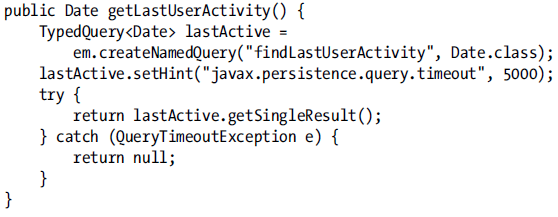 public Date getLastUserActivity() {
    TypedQuery<Date> lastActive =
        em.createNamedQuery("findLastUserActivity", Date.class);
    lastActive.setHint("javax.persistence.query.timeout", 5000);
    try {
        return lastActive.getSingleResult();
    } catch (QueryTimeoutException e) {
        return null;
    }
}